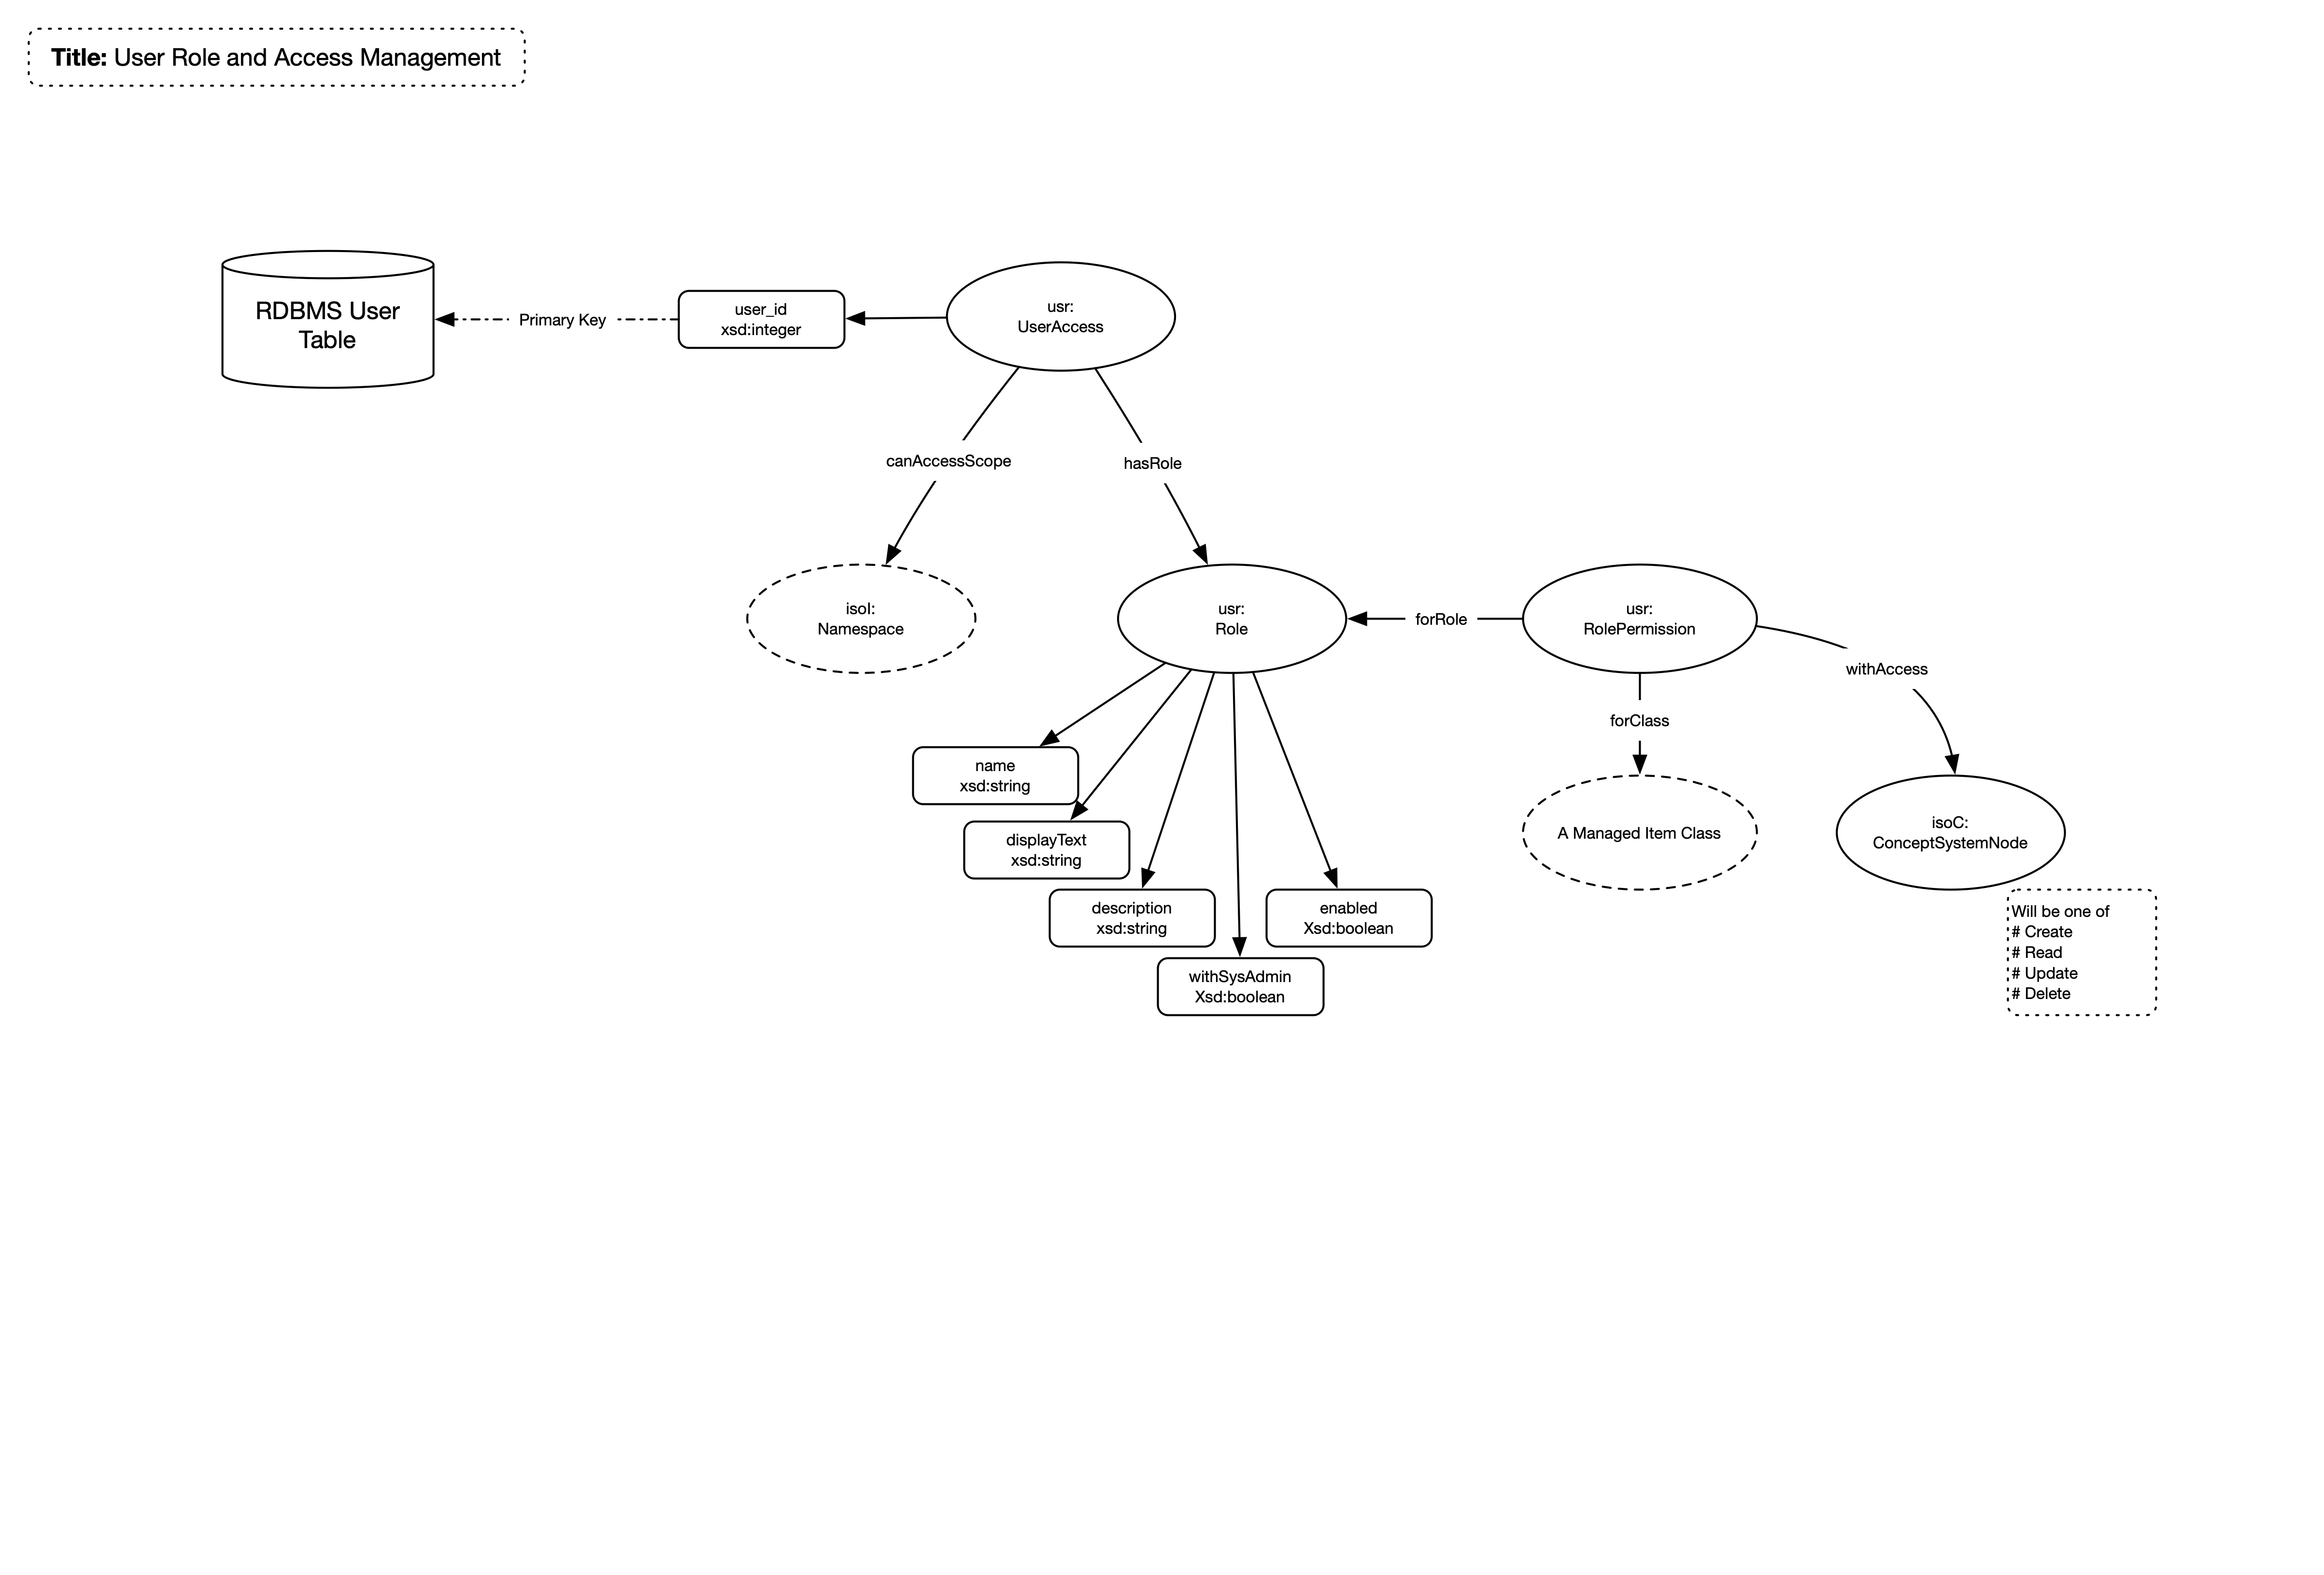 Title: User Role and Access Management
RDBMS User
Table
Primary Key
user_id
xsd:integer
usr:
UserAccess
canAccessScope
hasRole
isoI:
Namespace
usr:
Role
forRole
usr:
RolePermission
withAccess
forClass
name
xsd:string
displayText
xsd:string
description
xsd:string
withSysAdmin
Xsd:boolean
enabled
Xsd:boolean
A Managed Item Class
isoC:
ConceptSystemNode
Will be one of
# Create
# Read
# Update
# Delete